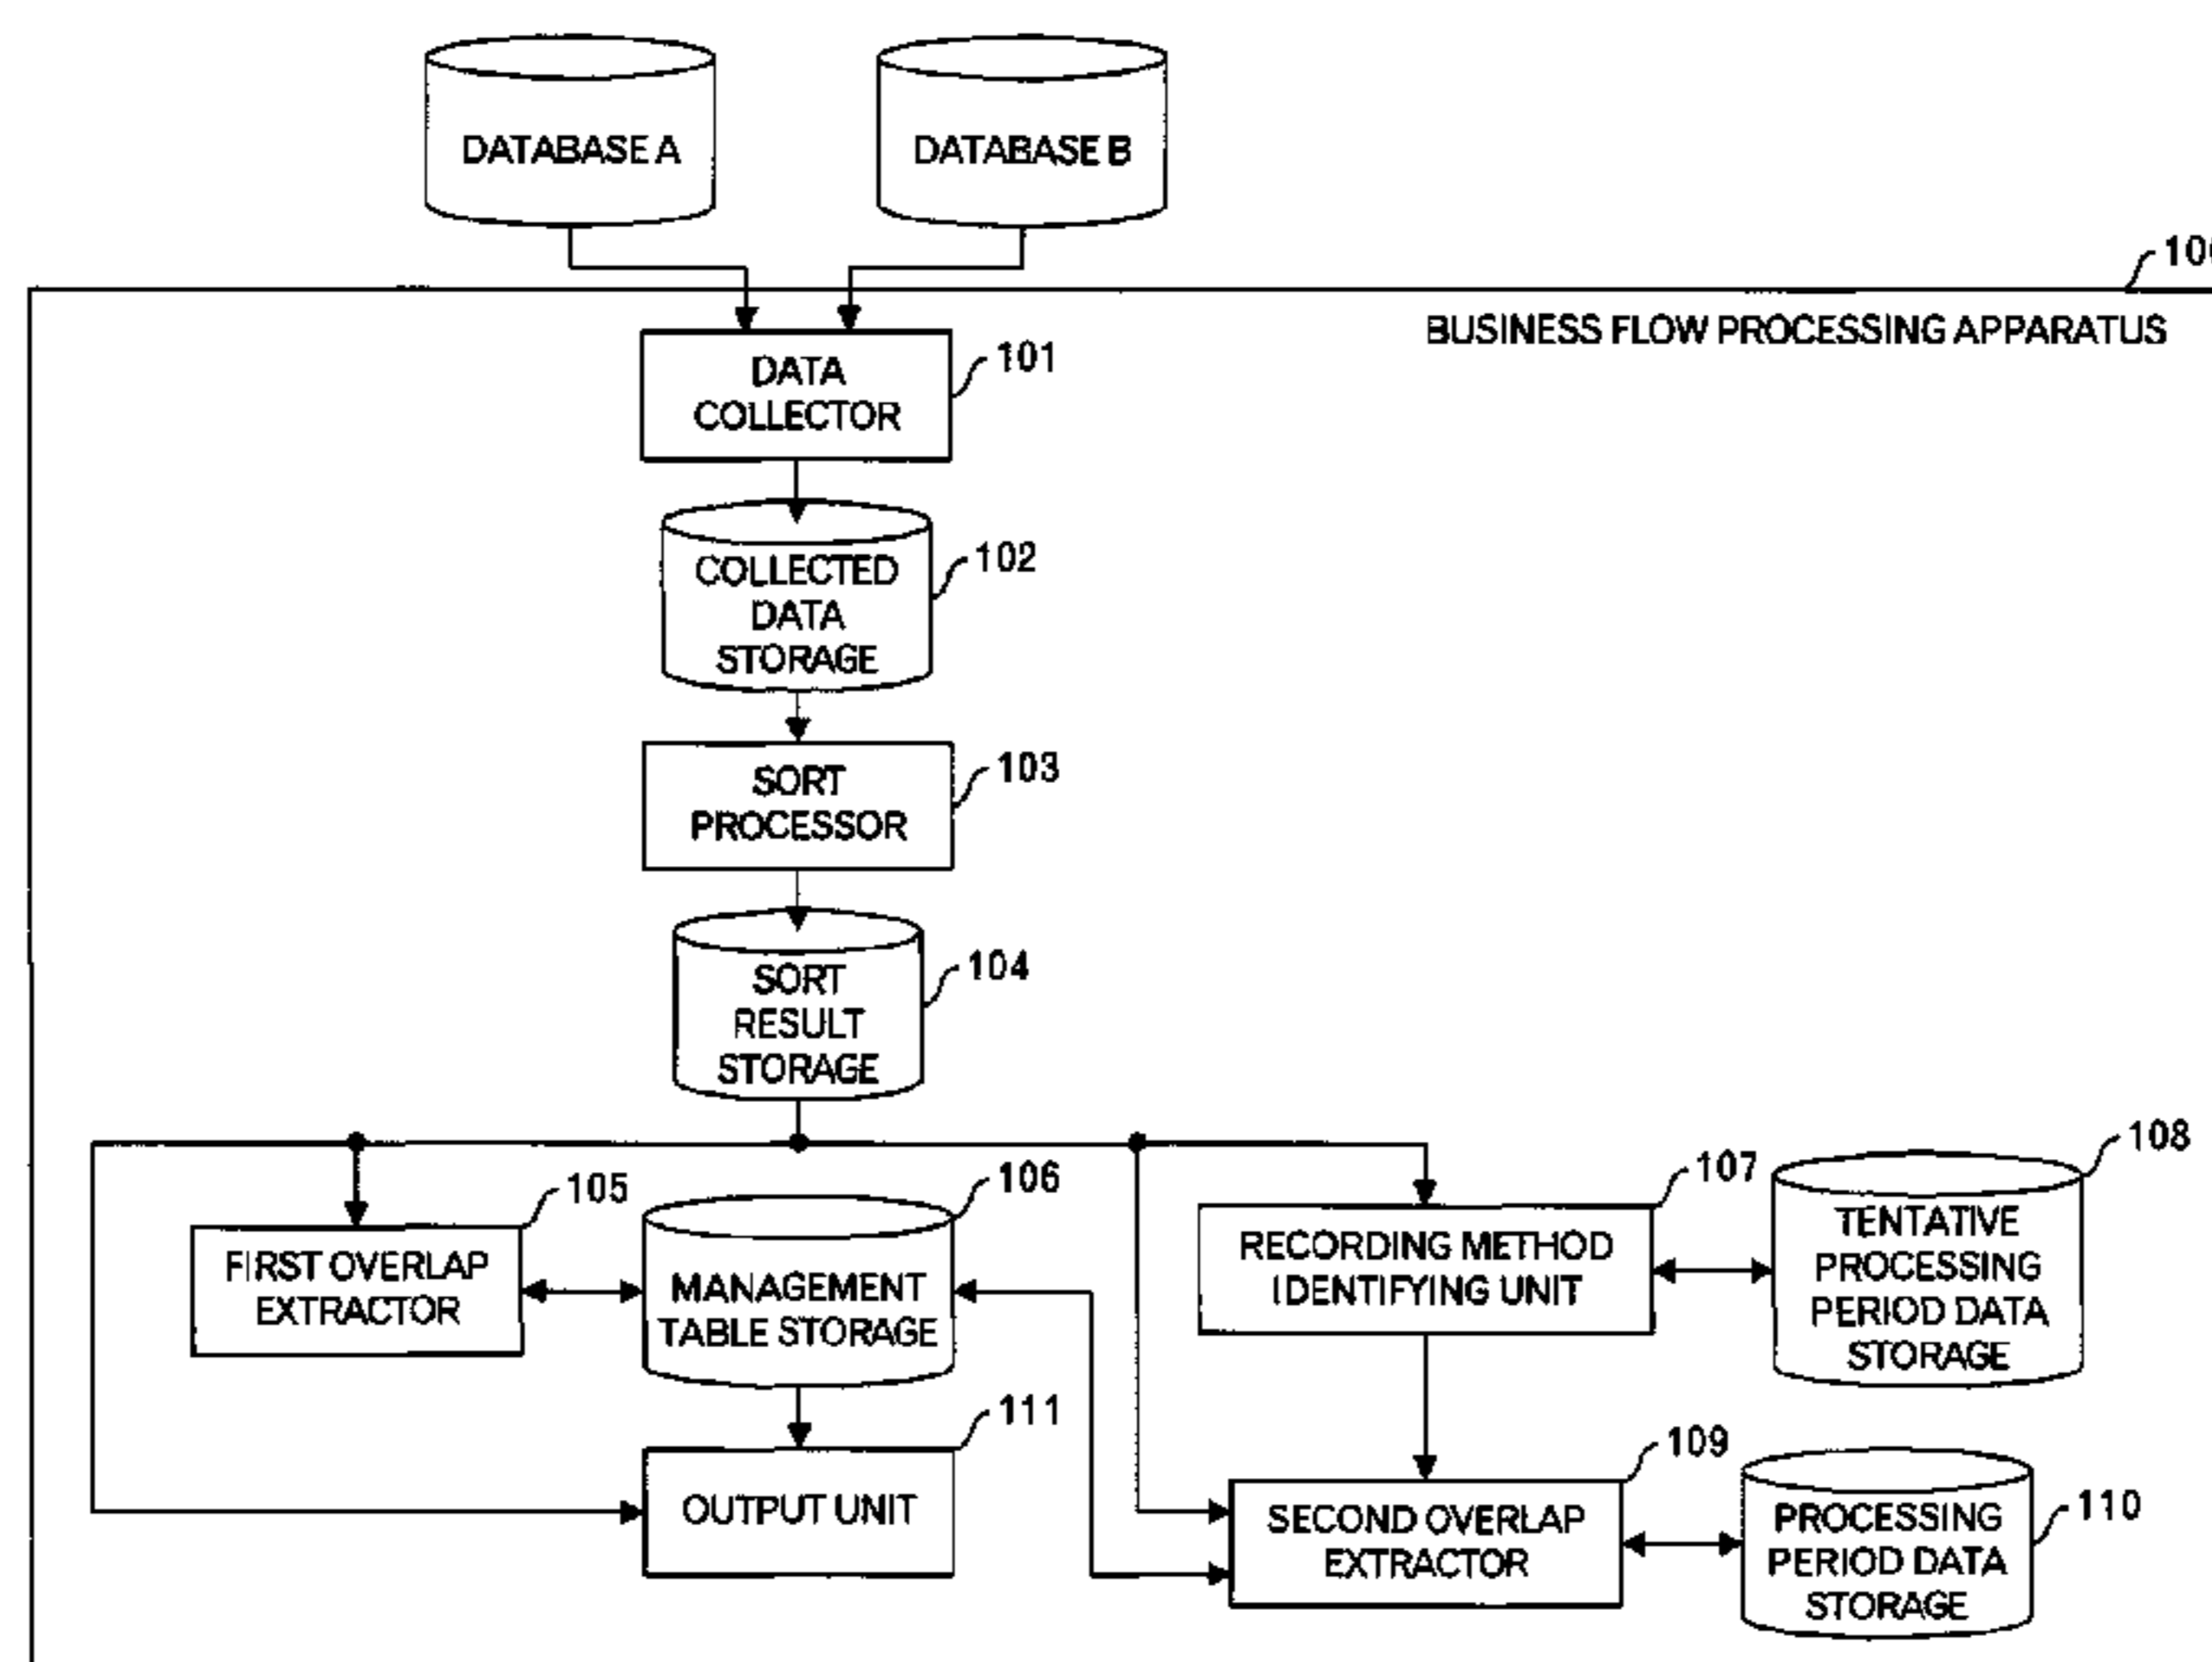 DATABASE A
DATABASE B
BUSINESS FLOW PROCESSING APPARATUS
DATA
COLLECTOR
101
COLLECTED
DATA
STORAGE
102
SORT
PROCESSOR
103
SORT
RESULT
STORAGE
104
FIRST OVERLAP
EXTRACTOR
105
MANAGEMENT
TABLE STORAGE
106
RECORDING METHOD
IDENTIFYING UNIT
107
TENTATIVE
PROCESSING
PERIOD DATA
STORAGE
108
OUTPUT UNIT
111
SECOND OVERLAP
EXTRACTOR
109
PROCESSING
PERIOD DATA
STORAGE
110